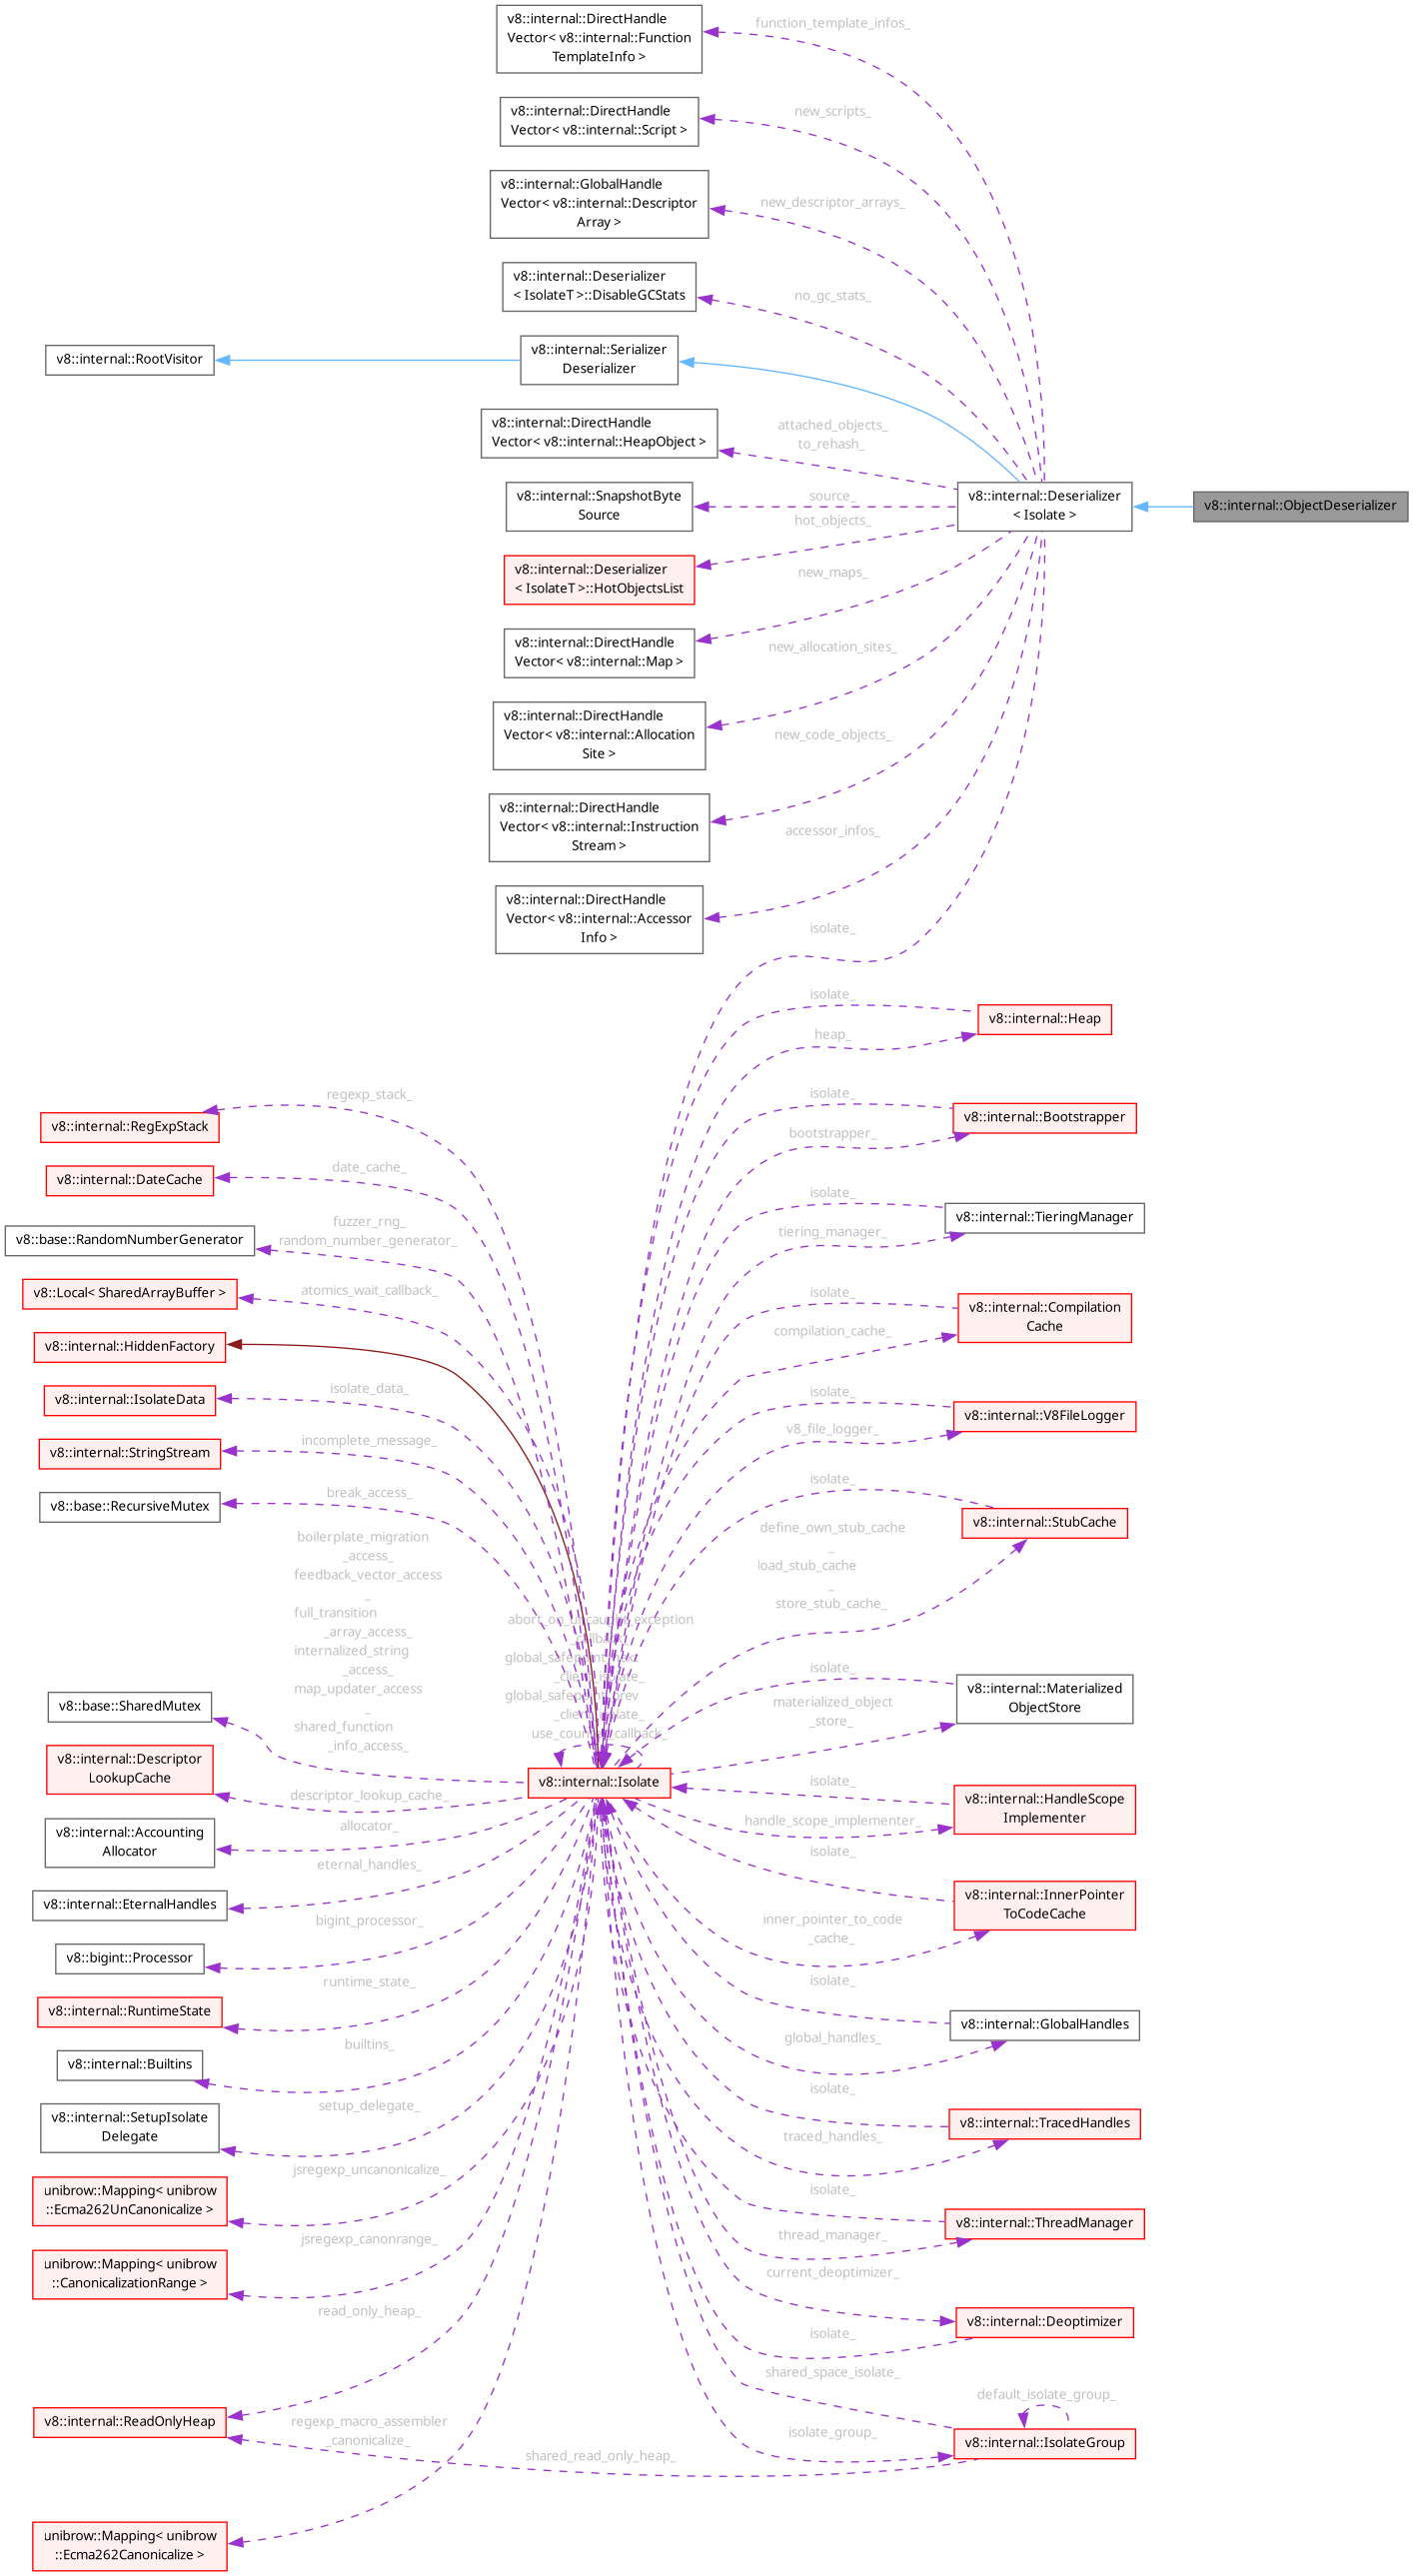 v8::internal::DirectHandle
Vector< v8::internal::Function
TemplateInfo >
function_template_infos_
v8::internal::DirectHandle
Vector< v8::internal::Script >
new_scripts_
v8::internal::GlobalHandle
Vector< v8::internal::Descriptor
Array >
new_descriptor_arrays_
v8::internal::Deserializer
< IsolateT >::DisableGCStats
no_gc_stats_
v8::internal::RootVisitor
v8::internal::Serializer
Deserializer
v8::internal::DirectHandle
Vector< v8::internal::HeapObject >
attached_objects_
to_rehash_
v8::internal::SnapshotByte
Source
source_
v8::internal::Deserializer
< Isolate >
v8::internal::ObjectDeserializer
hot_objects_
v8::internal::Deserializer
< IsolateT >::HotObjectsList
new_maps_
v8::internal::DirectHandle
Vector< v8::internal::Map >
new_allocation_sites_
v8::internal::DirectHandle
Vector< v8::internal::Allocation
Site >
new_code_objects_
v8::internal::DirectHandle
Vector< v8::internal::Instruction
Stream >
accessor_infos_
v8::internal::DirectHandle
Vector< v8::internal::Accessor
Info >
isolate_
isolate_
v8::internal::Heap
heap_
regexp_stack_
v8::internal::RegExpStack
isolate_
v8::internal::Bootstrapper
bootstrapper_
date_cache_
v8::internal::DateCache
isolate_
v8::internal::TieringManager
tiering_manager_
fuzzer_rng_
random_number_generator_
v8::base::RandomNumberGenerator
atomics_wait_callback_
v8::Local< SharedArrayBuffer >
isolate_
v8::internal::Compilation
Cache
compilation_cache_
v8::internal::HiddenFactory
isolate_data_
v8::internal::IsolateData
isolate_
v8::internal::V8FileLogger
v8_file_logger_
incomplete_message_
v8::internal::StringStream
break_access_
v8::base::RecursiveMutex
isolate_
v8::internal::StubCache
define_own_stub_cache
_
load_stub_cache
_
store_stub_cache_
boilerplate_migration
_access_
feedback_vector_access
_
full_transition
_array_access_
internalized_string
_access_
map_updater_access
_
shared_function
_info_access_
v8::base::SharedMutex
abort_on_uncaught_exception
_callback_
global_safepoint_next
_client_isolate_
global_safepoint_prev
_client_isolate_
use_counter_callback_
isolate_
v8::internal::Materialized
ObjectStore
materialized_object
_store_
v8::internal::Descriptor
LookupCache
descriptor_lookup_cache_
v8::internal::Isolate
isolate_
v8::internal::HandleScope
Implementer
handle_scope_implementer_
v8::internal::Accounting
Allocator
allocator_
isolate_
v8::internal::InnerPointer
ToCodeCache
inner_pointer_to_code
_cache_
eternal_handles_
v8::internal::EternalHandles
bigint_processor_
v8::bigint::Processor
isolate_
v8::internal::GlobalHandles
global_handles_
runtime_state_
v8::internal::RuntimeState
builtins_
v8::internal::Builtins
isolate_
v8::internal::TracedHandles
traced_handles_
setup_delegate_
v8::internal::SetupIsolate
Delegate
jsregexp_uncanonicalize_
unibrow::Mapping< unibrow
::Ecma262UnCanonicalize >
isolate_
v8::internal::ThreadManager
thread_manager_
jsregexp_canonrange_
unibrow::Mapping< unibrow
::CanonicalizationRange >
current_deoptimizer_
v8::internal::Deoptimizer
isolate_
read_only_heap_
v8::internal::ReadOnlyHeap
shared_space_isolate_
default_isolate_group_
v8::internal::IsolateGroup
isolate_group_
shared_read_only_heap_
regexp_macro_assembler
_canonicalize_
unibrow::Mapping< unibrow
::Ecma262Canonicalize >